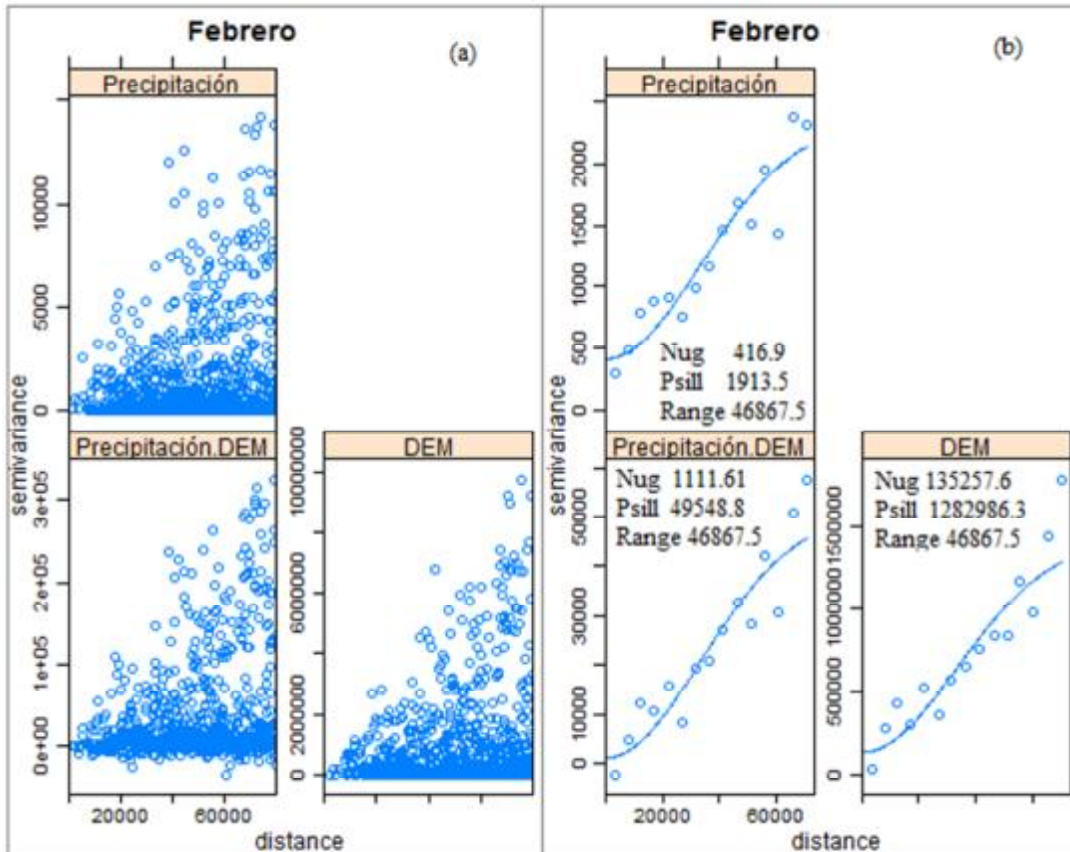 Febrero
(a)
Precipitación
10000
5000
0
semivariance
Precipitación.DEM
3e+05
2e+05
1e+05
0e+00
DEM
10000000
6000000
2000000
0
20000 60000
distance
Febrero
(b)
Precipitación
2000
1500
1000
500
0
Nug 416.9
Psill 1913.5
Range 46867.5
semivariance
Precipitación.DEM
Nug 1111.61
Psill 49548.8
Range 46867.5
50000
30000
10000
0
DEM
Nug 135257.6
Psill 1282986.3
Range 46867.5
1500000
1000000
500000
0
20000 60000
distance